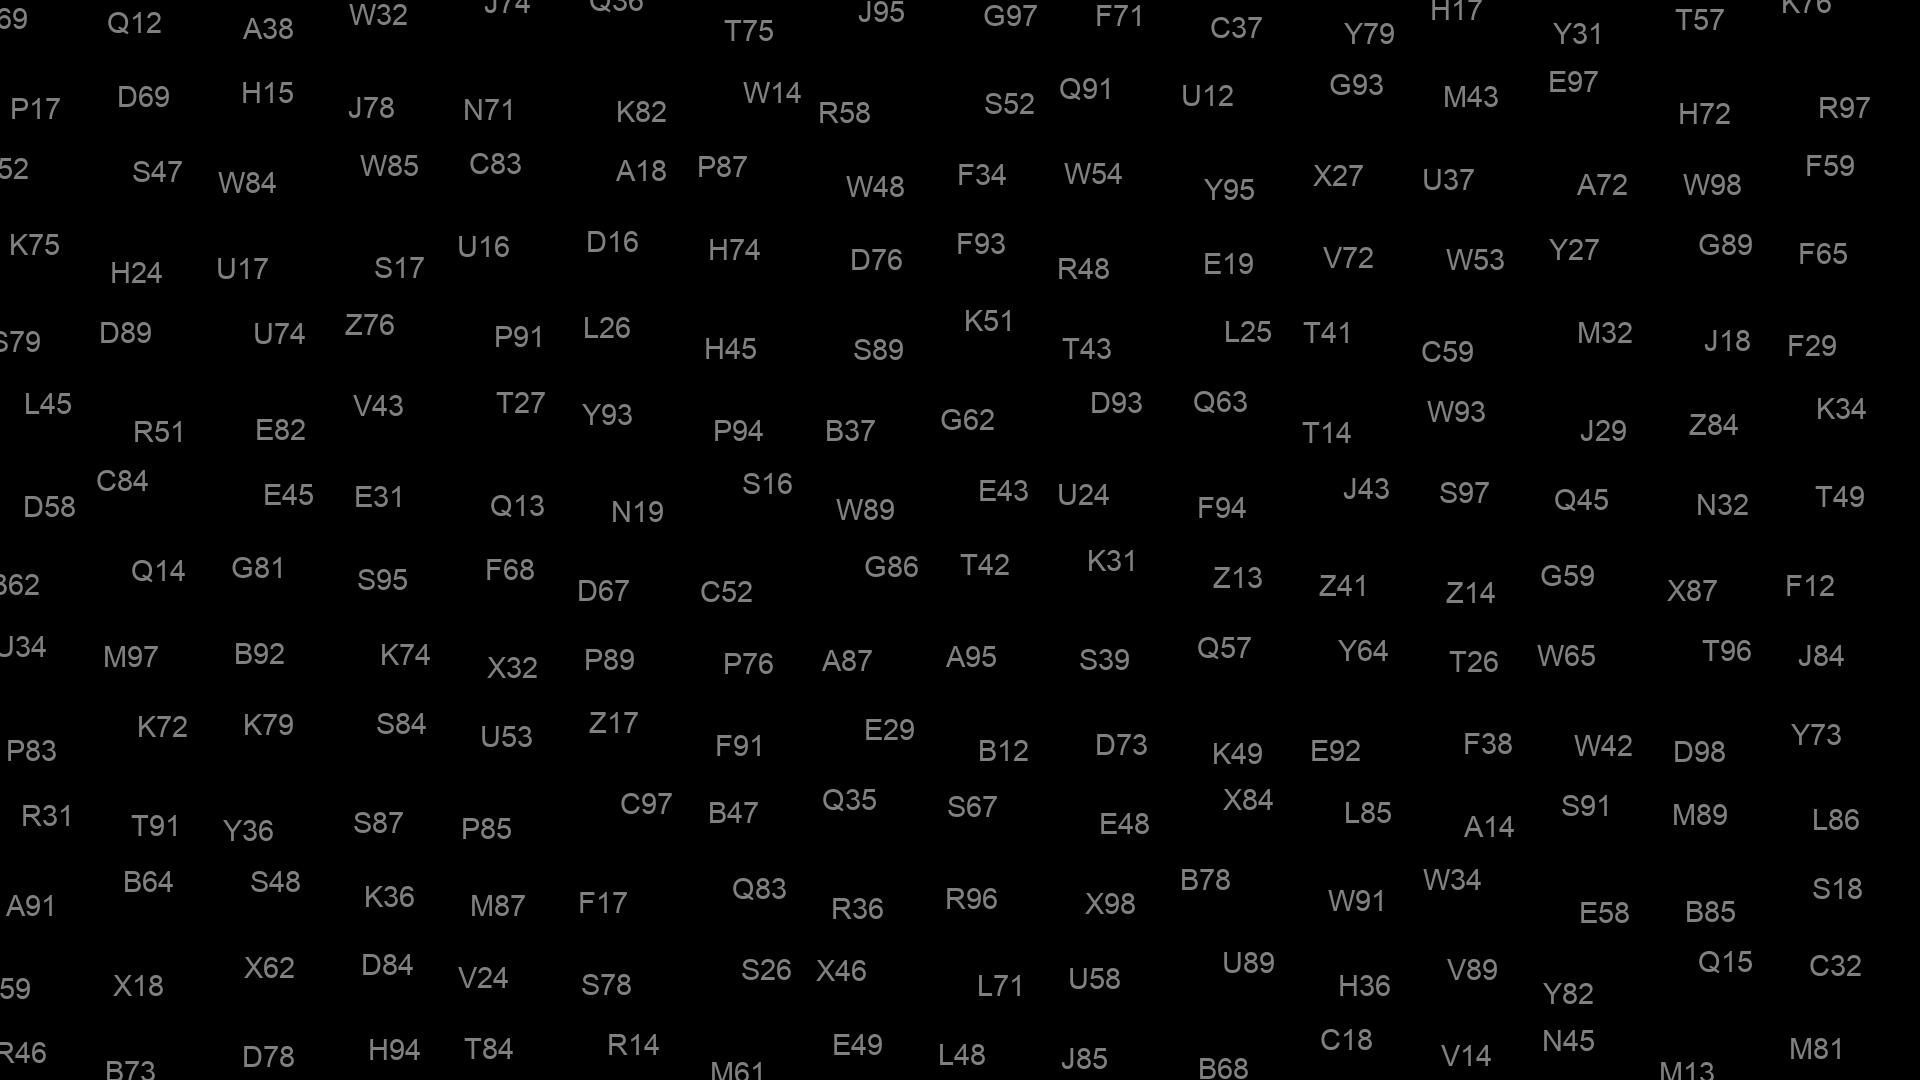 69 Q12 A38 W32 J74 Q36 T75 J95 G97 F71 C37 Y79 H17 Y31 T57 K76
P17 D69 H15 J78 N71 K82 W14 R58 S52 Q91 U12 G93 M43 E97 H72 R97
52 S47 W84 W85 C83 A18 P87 W48 F34 W54 Y95 X27 U37 A72 W98 F59
K75 H24 U17 S17 U16 D16 H74 D76 F93 R48 E19 V72 W53 Y27 G89 F65
S79 D89 U74 Z76 P91 L26 H45 S89 K51 T43 L25 T41 C59 M32 J18 F29
L45 R51 E82 V43 T27 Y93 P94 B37 G62 D93 Q63 T14 W93 J29 Z84 K34
D58 C84 E45 E31 Q13 N19 S16 W89 E43 U24 F94 J43 S97 Q45 N32 T49
B62 Q14 G81 S95 F68 D67 C52 G86 T42 K31 Z13 Z41 Z14 G59 X87 F12
U34 M97 B92 K74 X32 P89 P76 A87 A95 S39 Q57 Y64 T26 W65 T96 J84
P83 K72 K79 S84 U53 Z17 F91 E29 B12 D73 K49 E92 F38 W42 D98 Y73
R31 T91 Y36 S87 P85 C97 B47 Q35 S67 E48 X84 L85 A14 S91 M89 L86
A91 B64 S48 K36 M87 F17 Q83 R36 R96 X98 B78 W91 W34 E58 B85 S18
59 X18 X62 D84 V24 S78 S26 X46 L71 U58 U89 H36 V89 Y82 Q15 C32
R46 B73 D78 H94 T84 R14 M61 E49 L48 J85 B68 C18 V14 N45 M13 M81